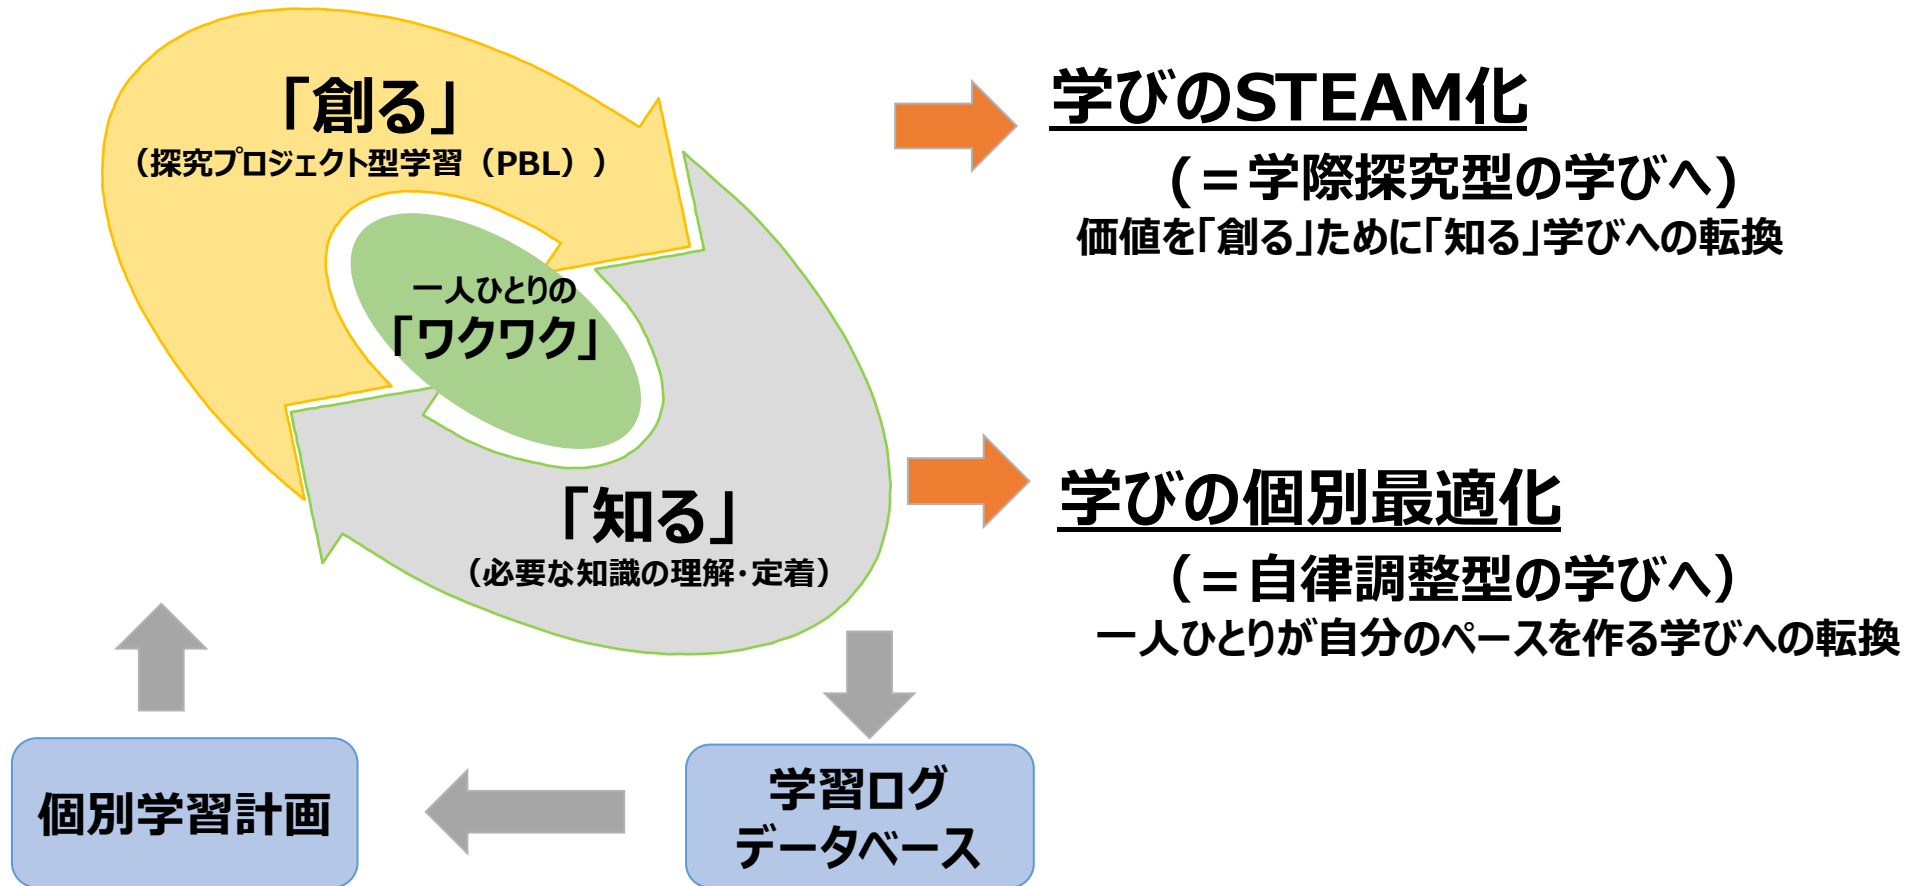 「創る」
（探究プロジェクト型学習（PBL））
一人ひとりの
「ワクワク」
「知る」
（必要な知識の理解・定着）
学びのSTEAM化
(＝学際探究型の学びへ)
価値を「創る」ために「知る」学びへの転換
学びの個別最適化
（＝自律調整型の学びへ）
一人ひとりが自分のペースを作る学びへの転換
個別学習計画
学習ログ
データベース